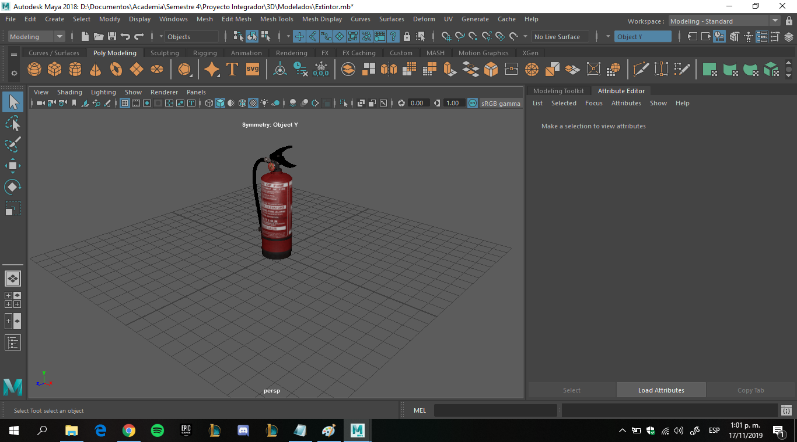 Autodesk Maya 2018: D:\Documentos\Academia\Semestre 4\Proyecto Integrador\3D\Modelados\Extintor.mb*
File Edit Create Select Modify Display Windows Mesh Edit Mesh Mesh Tools Mesh Display Curves Surfaces Deform UV Generate Cache Help
Workspace: Modeling - Standard
Modeling Objects No Live Surface Symmetry: Object Y
Curves / Surfaces Poly Modeling Sculpting Rigging Animation Rendering FX FX Caching Custom MASH Motion Graphics XGen
T SVG
View Shading Lighting Show Renderer Panels
0.00 1.00 sRGB gamma
Modeling Toolkit Attribute Editor
List Selected Focus Attributes Show Help
Make a selection to view attributes
Symmetry: Object Y
persp
Select Load Attributes Copy Tab
Select Tool: select an object
MEL
EPIC
ESP
1:01 p. m.
17/11/2019